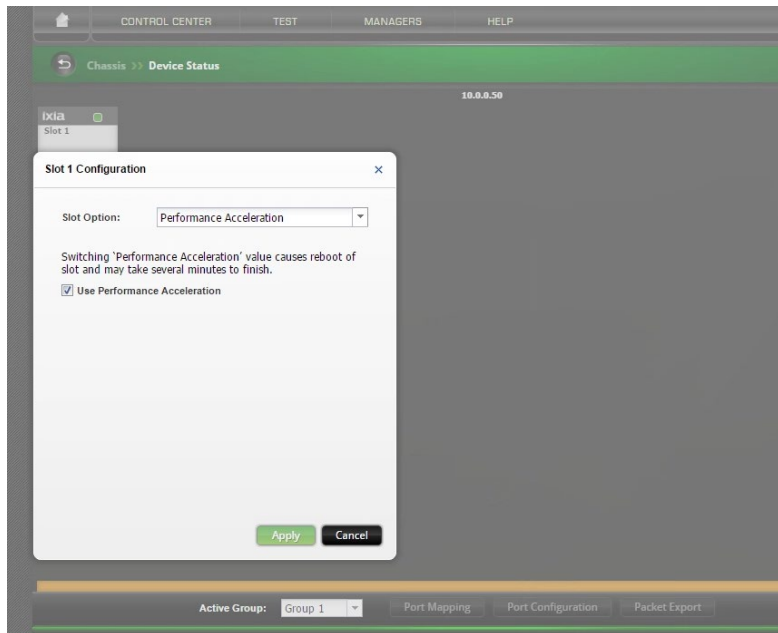 CONTROL CENTER TEST MANAGERS HELP
Chassis >> Device Status
10.0.0.50
ixia
Slot 1
Slot 1 Configuration ×
Slot Option: Performance Acceleration
Switching `Performance Acceleration' value causes reboot of
slot and may take several minutes to finish.
Use Performance Acceleration
Apply Cancel
Active Group: Group 1 Port Mapping Port Configuration Packet Export